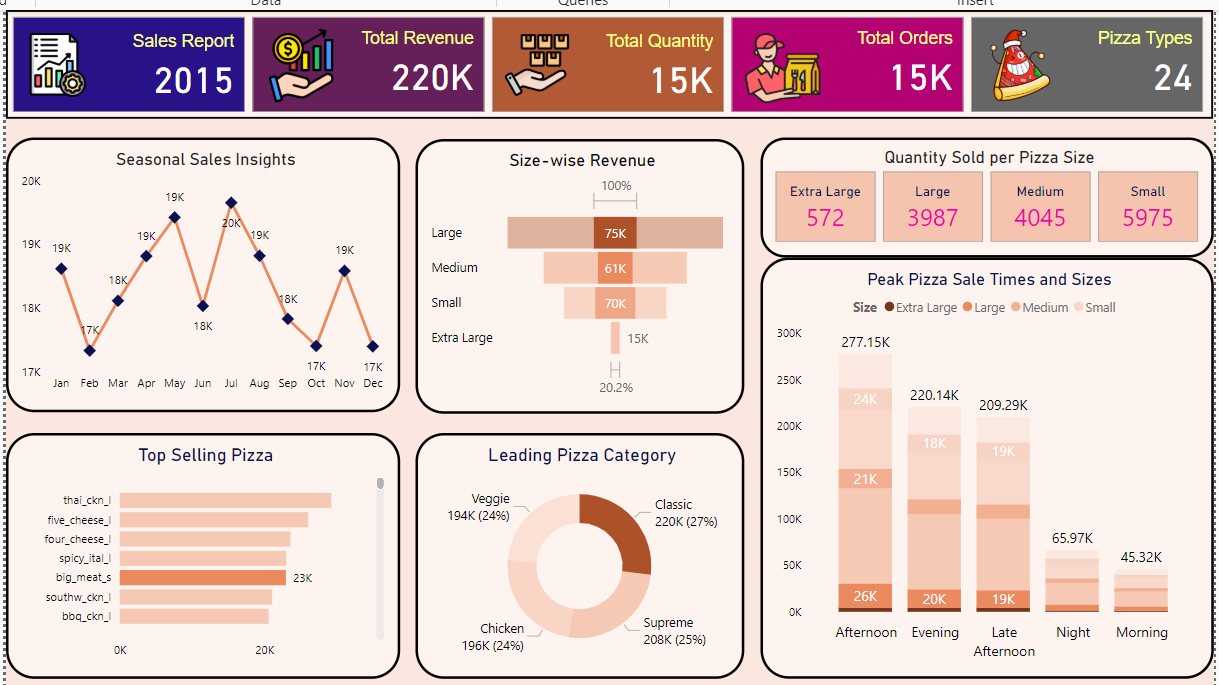 Data
Queries
Insert
Sales Report
2015
Total Revenue
220K
Total Quantity
15K
Total Orders
15K
Pizza Types
24
Seasonal Sales Insights
20K
19K
18K
17K
19K
17K
18K
19K
19K
18K
20K
19K
18K
17K
19K
17K
Jan
Feb
Mar
Apr
May
Jun
Jul
Aug
Sep
Oct
Nov
Dec
Size-wise Revenue
100%
Large
75K
Medium
61K
Small
70K
Extra Large
15K
20.2%
Quantity Sold per Pizza Size
Extra Large
572
Large
3987
Medium
4045
Small
5975
Top Selling Pizza
thai_ckn_l
five_cheese_l
four_cheese_l
spicy_ital_l
big_meat_s
23K
southw_ckn_l
bbq_ckn_l
0K
20K
Leading Pizza Category
Veggie
194K (24%)
Classic
220K (27%)
Chicken
196K (24%)
Supreme
208K (25%)
Peak Pizza Sale Times and Sizes
Size Extra Large Large Medium Small
300K
250K
200K
150K
100K
50K
0K
277.15K
24K
21K
26K
220.14K
18K
20K
209.29K
19K
19K
65.97K
45.32K
Afternoon
Evening
Late
Afternoon
Night
Morning